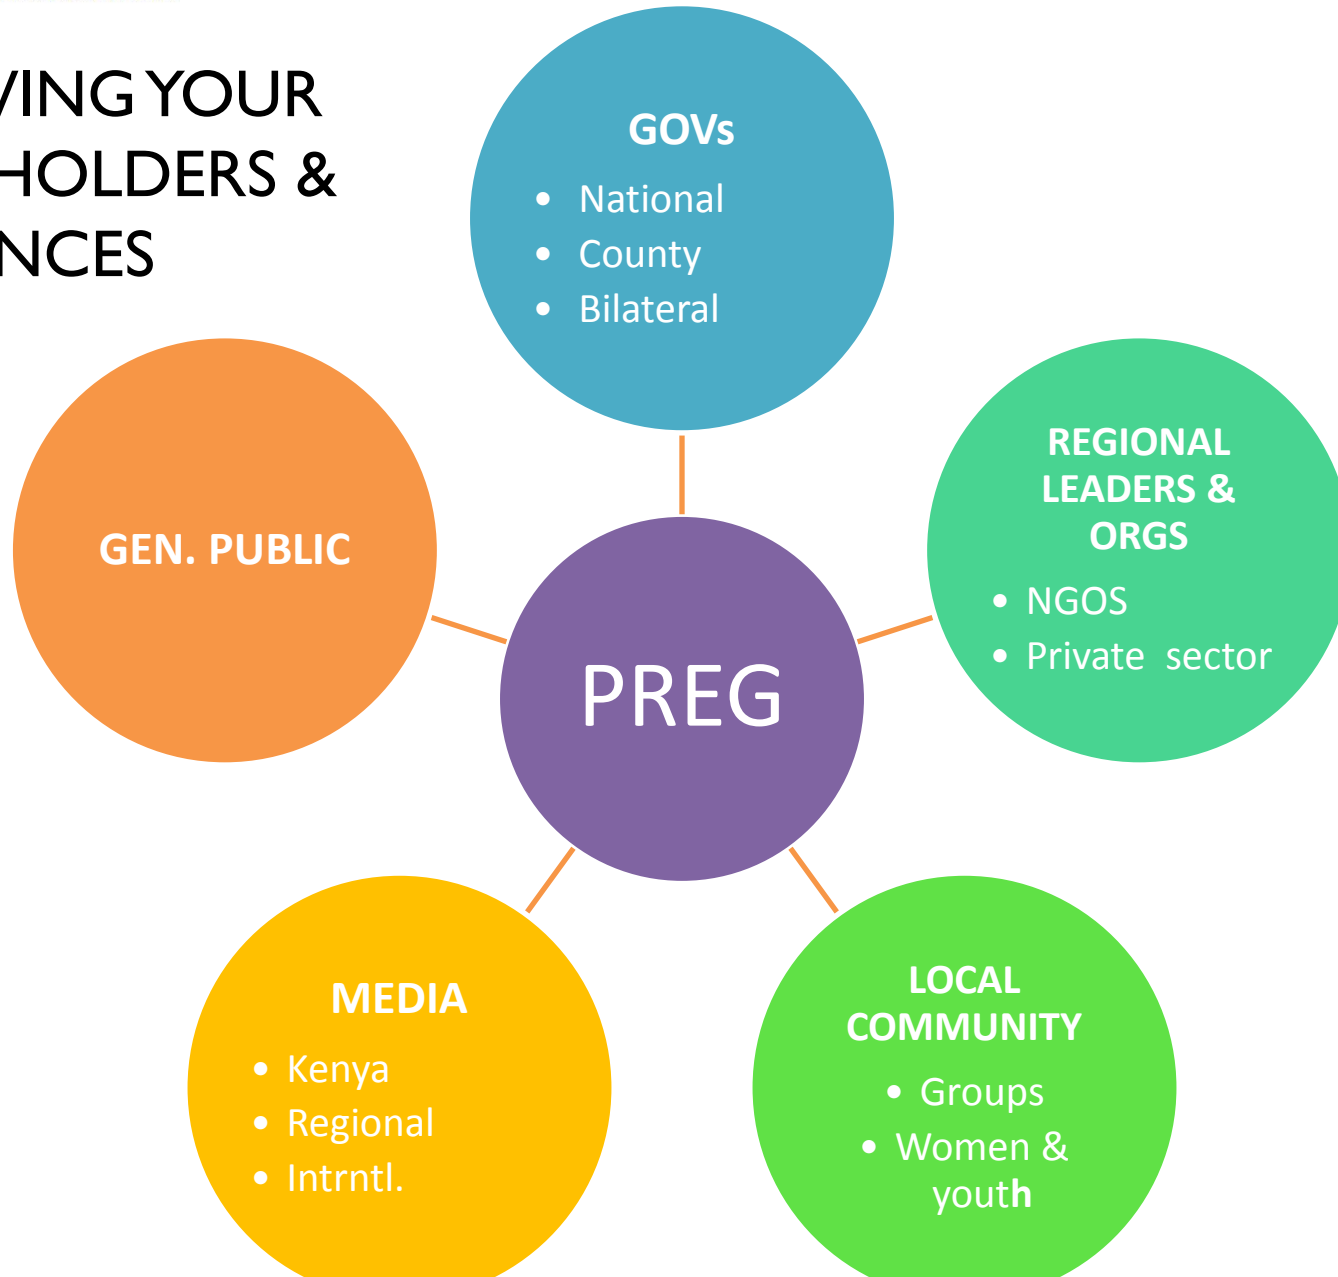 VING YOUR
HOLDERS &
NCES
GOVs
• National
• County
• Bilateral
REGIONAL
LEADERS &
ORGS
• NGOS
• Private sector
GEN. PUBLIC
PREG
MEDIA
• Kenya
• Regional
• Intrntl.
LOCAL
COMMUNITY
• Groups
• Women &
youth